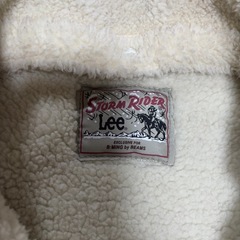 STORM RIDER
Lee
EXCLUSIVE FOR
B:MING by BEAMS